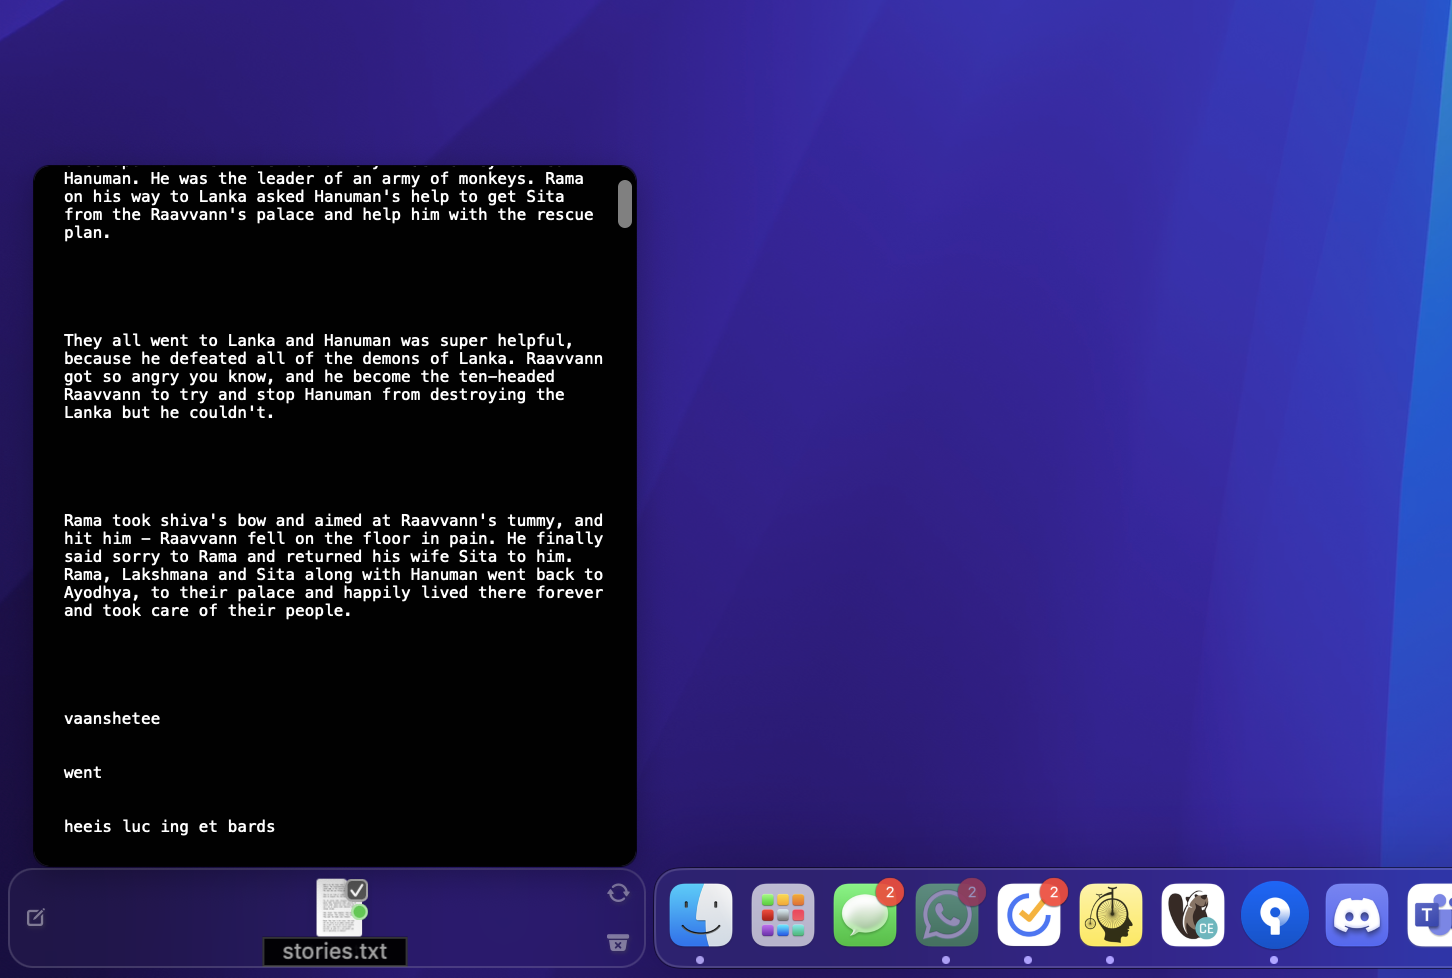 Hanuman. He was the leader of an army of monkeys. Rama
on his way to Lanka asked Hanuman's help to get Sita
from the Raavvann's palace and help him with the rescue
plan.
They all went to Lanka and Hanuman was super helpful,
because he defeated all of the demons of Lanka. Raavvann
got so angry you know, and he become the ten-headed
Raavvann to try and stop Hanuman from destroying the
Lanka but he couldn't.
Rama took shiva's bow and aimed at Raavvann's tummy, and
hit him - Raavvann fell on the floor in pain. He finally
said sorry to Rama and returned his wife Sita to him.
Rama, Lakshmana and Sita along with Hanuman went back to
Ayodhya, to their palace and happily lived there forever
and took care of their people.
vaanshetee
went
heeis luc ing et bards
stories.txt
2
2
2
CE
T